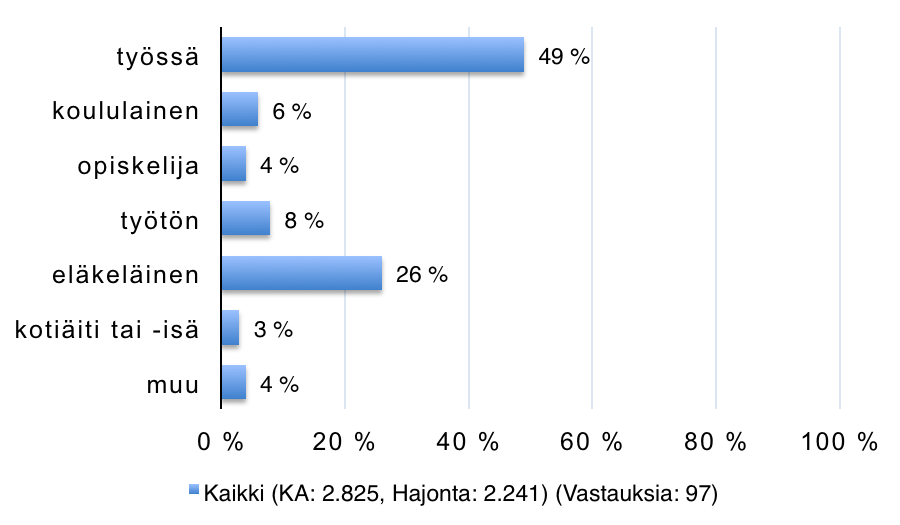 työssä 49 %
koululainen 6 %
opiskelija 4 %
työtön 8 %
eläkeläinen 26 %
kotiäiti tai -isä 3 %
muu 4 %
0 % 20 % 40 % 60 % 80 % 100 %
Kaikki (KA: 2.825, Hajonta: 2.241) (Vastauksia: 97)